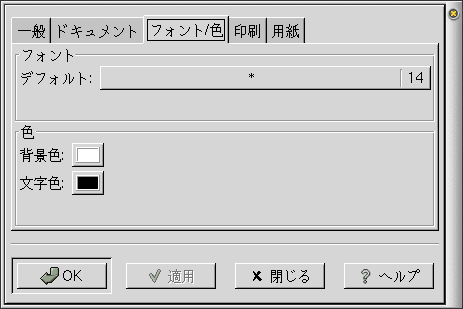 一般 ドキュメント フォント/色 印刷 用紙
フォント
デフォルト: * 14
色
背景色:
文字色:
OK 適用 閉じる ヘルプ